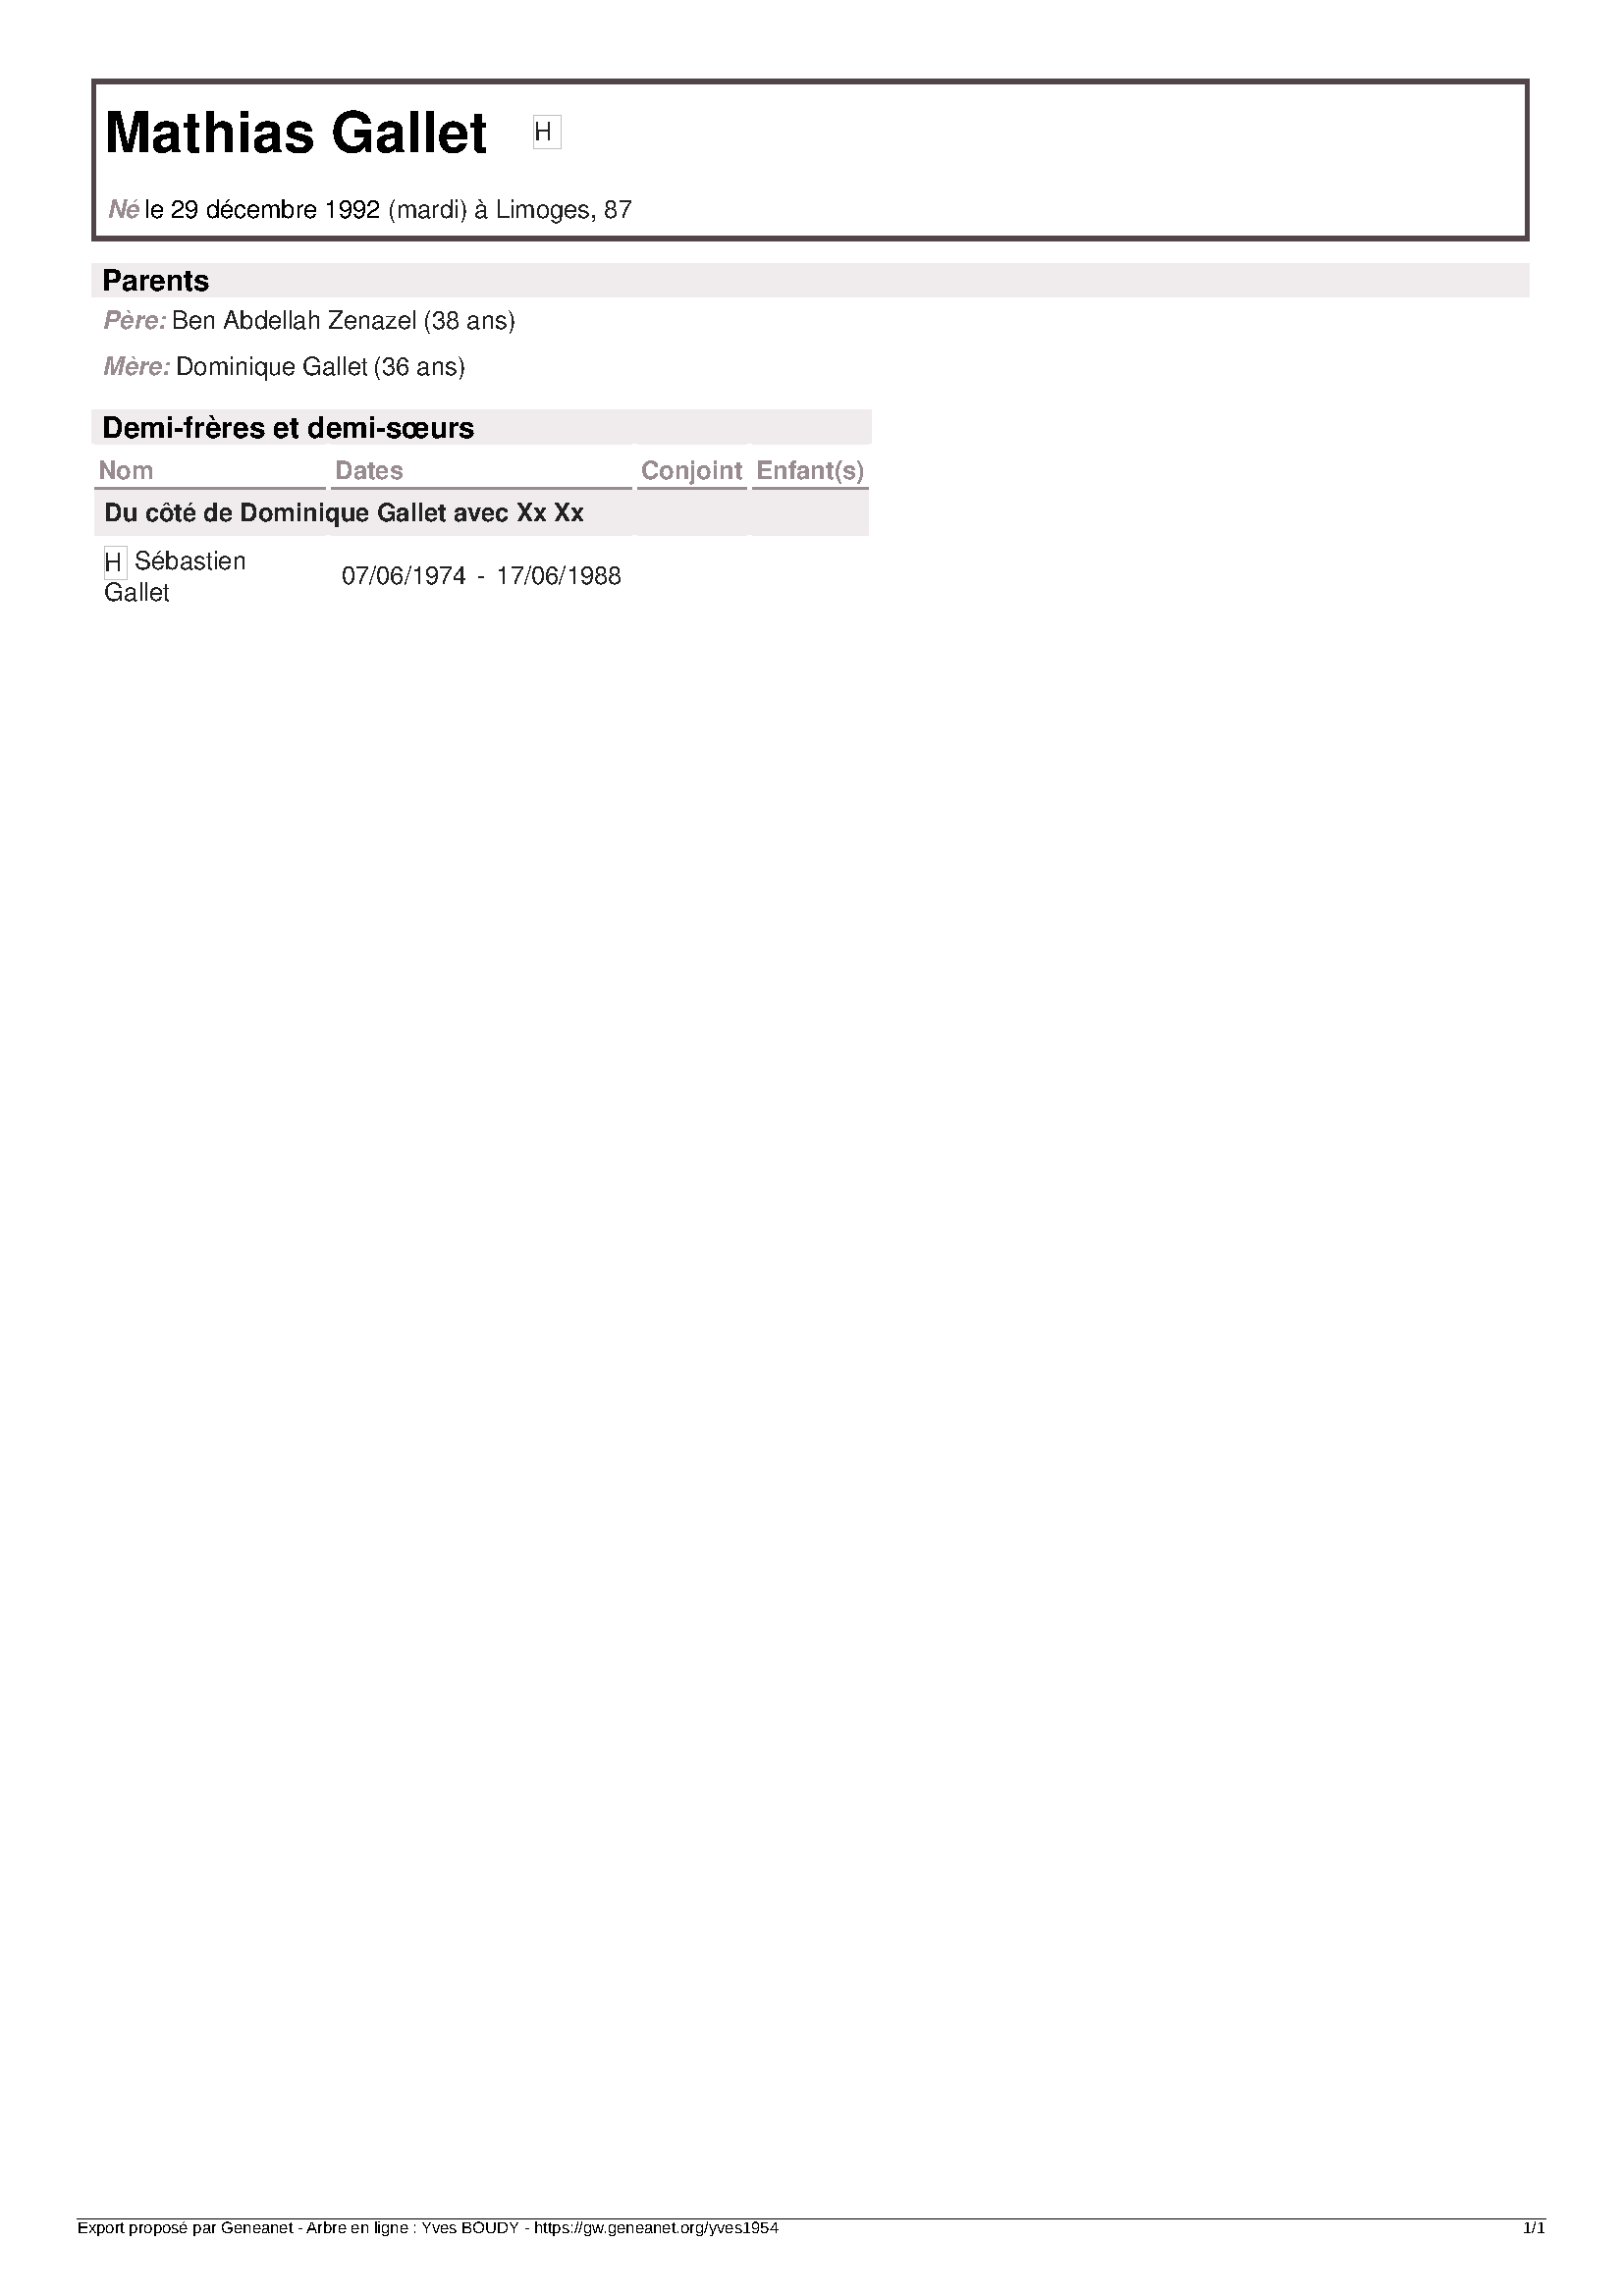 Mathias Gallet H
Né le 29 décembre 1992 (mardi) à Limoges, 87
Parents
Père: Ben Abdellah Zenazel (38 ans)
Mère: Dominique Gallet (36 ans)
Demi-frères et demi-sœurs
Nom Dates Conjoint Enfant(s)
Du côté de Dominique Gallet avec Xx Xx
H Sébastien
Gallet
07/06/1974 - 17/06/1988
Export proposé par Geneanet - Arbre en ligne : Yves BOUDY - https://gw.geneanet.org/yves1954 1/1